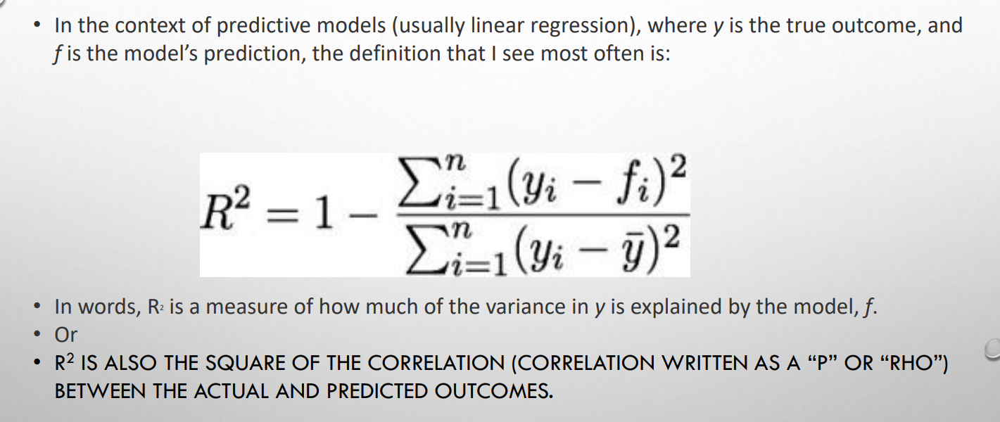 • In the context of predictive models (usually linear regression), where y is the true outcome, and
f is the model’s prediction, the definition that I see most often is:
R² = 1 − \frac{\sum_{i=1}^{n}(y_i − f_i)^2}{\sum_{i=1}^{n}(y_i − \bar{y})^2}
• In words, R² is a measure of how much of the variance in y is explained by the model, f.
• Or
• R² IS ALSO THE SQUARE OF THE CORRELATION (CORRELATION WRITTEN AS A “P” OR “RHO”)
BETWEEN THE ACTUAL AND PREDICTED OUTCOMES.